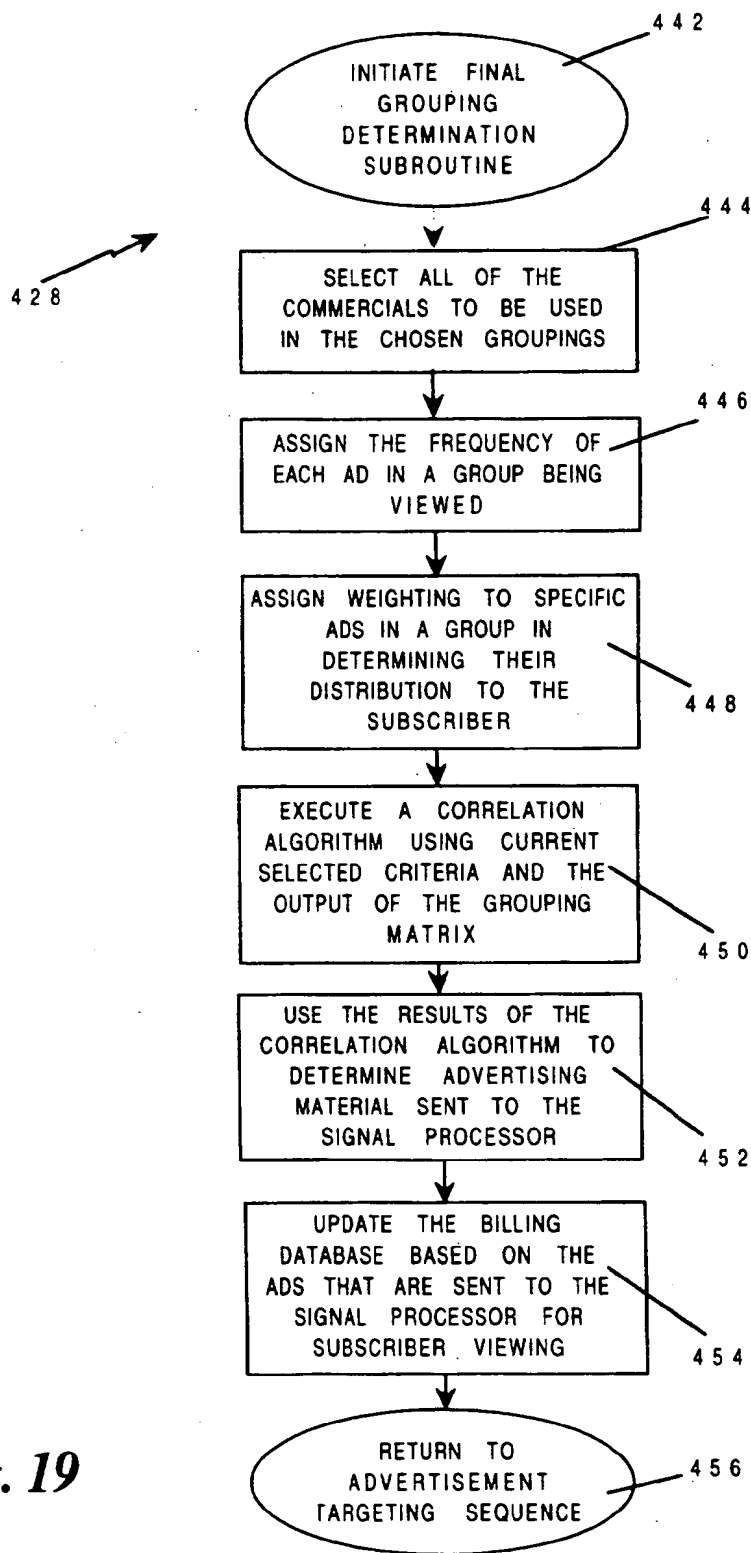 442
INITIATE FINAL
GROUPING
DETERMINATION
SUBROUTINE
444
428
SELECT ALL OF THE
COMMERCIALS TO BE USED
IN THE CHOSEN GROUPINGS
446
ASSIGN THE FREQUENCY OF
EACH AD IN A GROUP BEING
VIEWED
ASSIGN WEIGHTING TO SPECIFIC
ADS IN A GROUP IN
DETERMINING THEIR
DISTRIBUTION TO THE
SUBSCRIBER
448
EXECUTE A CORRELATION
ALGORITHM USING CURRENT
SELECTED CRITERIA AND THE
OUTPUT OF THE GROUPING
MATRIX
450
USE THE RESULTS OF THE
CORRELATION ALGORITHM TO
DETERMINE ADVERTISING
MATERIAL SENT TO THE
SIGNAL PROCESSOR
452
UPDATE THE BILLING
DATABASE BASED ON THE
ADS THAT ARE SENT TO THE
SIGNAL PROCESSOR FOR
SUBSCRIBER VIEWING
454
RETURN TO
ADVERTISEMENT
TARGETING SEQUENCE
456
. 19